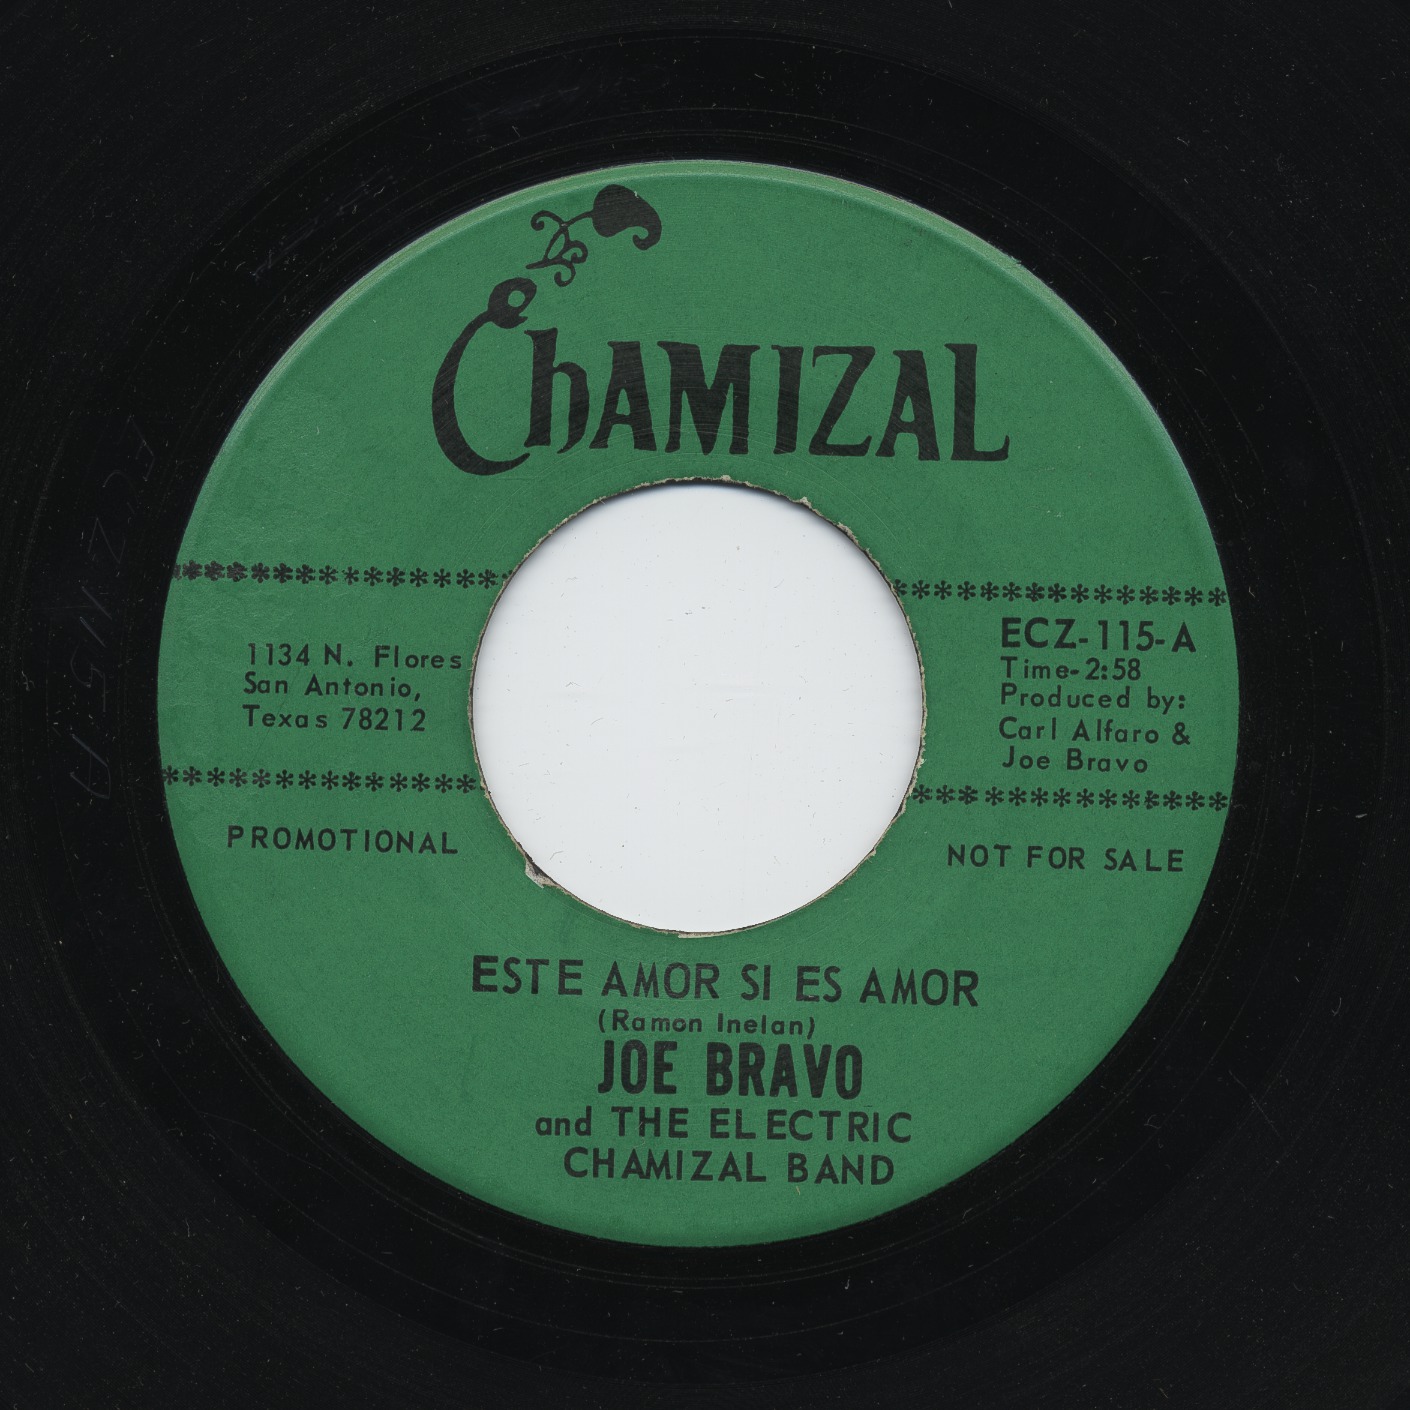 ChAMIZAL
1134 N. Flores
San Antonio,
Texas 78212
ECZ-115-A
Time-2:58
Produced by:
Carl Alfaro &
Joe Bravo
PROMOTIONAL
NOT FOR SALE
ESTE AMOR SI ES AMOR
(Ramon Inelan)
JOE BRAVO
and THE ELECTRIC
CHAMIZAL BAND